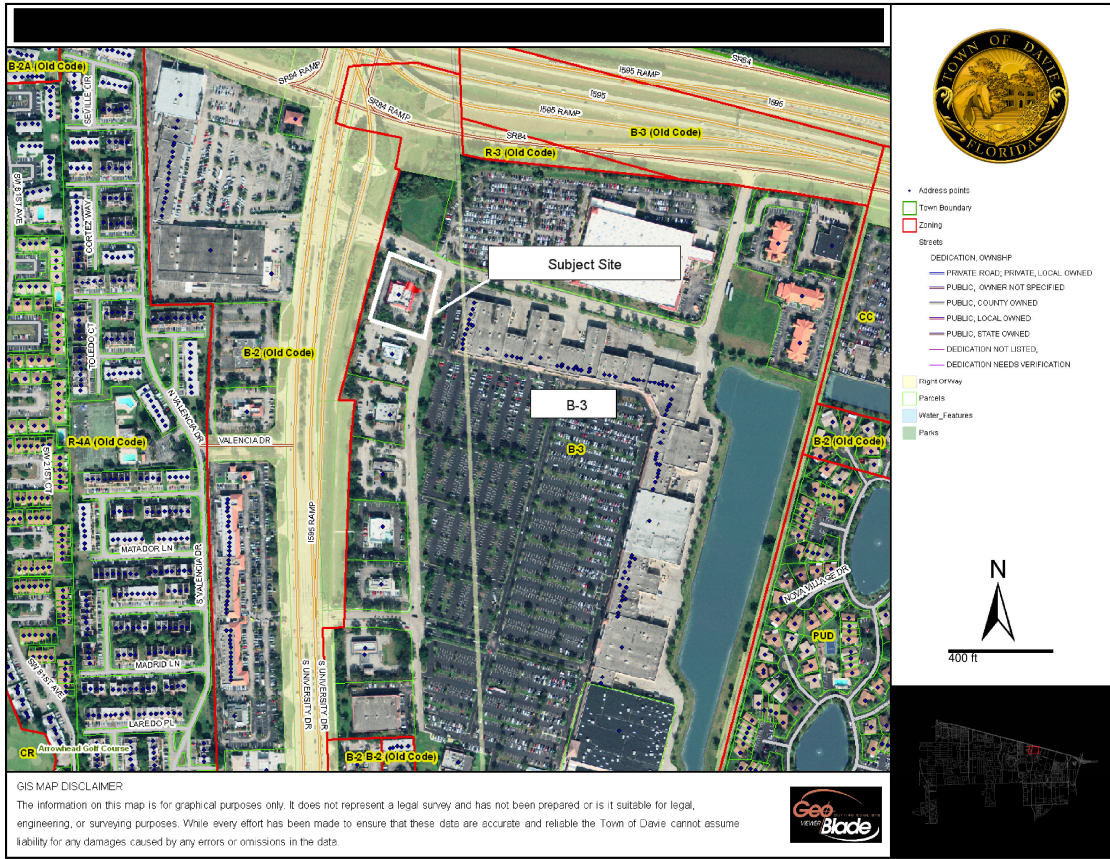 B-2A (Old Code)
SEVILLE CIR
SR84 RAMP
SR84 RAMP
I595 RAMP
SR84
I595
I595
I595 RAMP
B-3 (Old Code)
SR84
R-3 (Old Code)
SW 81ST AVE
CORTEZ WAY
Subject Site
CC
TOLEDO CT
B-2 (Old Code)
N VALENCIA DR
B-3
R-4A (Old Code)
VALENCIA DR
B-3
B-2 (Old Code)
SW 21ST CT
I595 RAMP
MATADOR LN
S VALENCIA DR
NOVA VILLAGE DR
PUD
MADRID LN
SW 81ST AVE
S UNIVERSITY DR
S UNIVERSITY DR
LAREDO PL
CR
Arrowhead Golf Course
B-2
B-2 (Old Code)
TOWN OF DAVIE
FLORIDA
Address points
Town Boundary
Zoning
Streets
DEDICATION, OWNSHP
PRIVATE ROAD; PRIVATE, LOCAL OWNED
PUBLIC, OWNER NOT SPECIFIED
PUBLIC, COUNTY OWNED
PUBLIC, LOCAL OWNED
PUBLIC, STATE OWNED
DEDICATION NOT LISTED,
DEDICATION NEEDS VERIFICATION
Right Of Way
Parcels
Water_Features
Parks
N
400 ft
GIS MAP DISCLAIMER
The information on this map is for graphical purposes only. It does not represent a legal survey and has not been prepared or is it suitable for legal,
engineering, or surveying purposes. While every effort has been made to ensure that these data are accurate and reliable the Town of Davie cannot assume
liability for any damages caused by any errors or omissions in the data.
Geo
VIEWER Blade